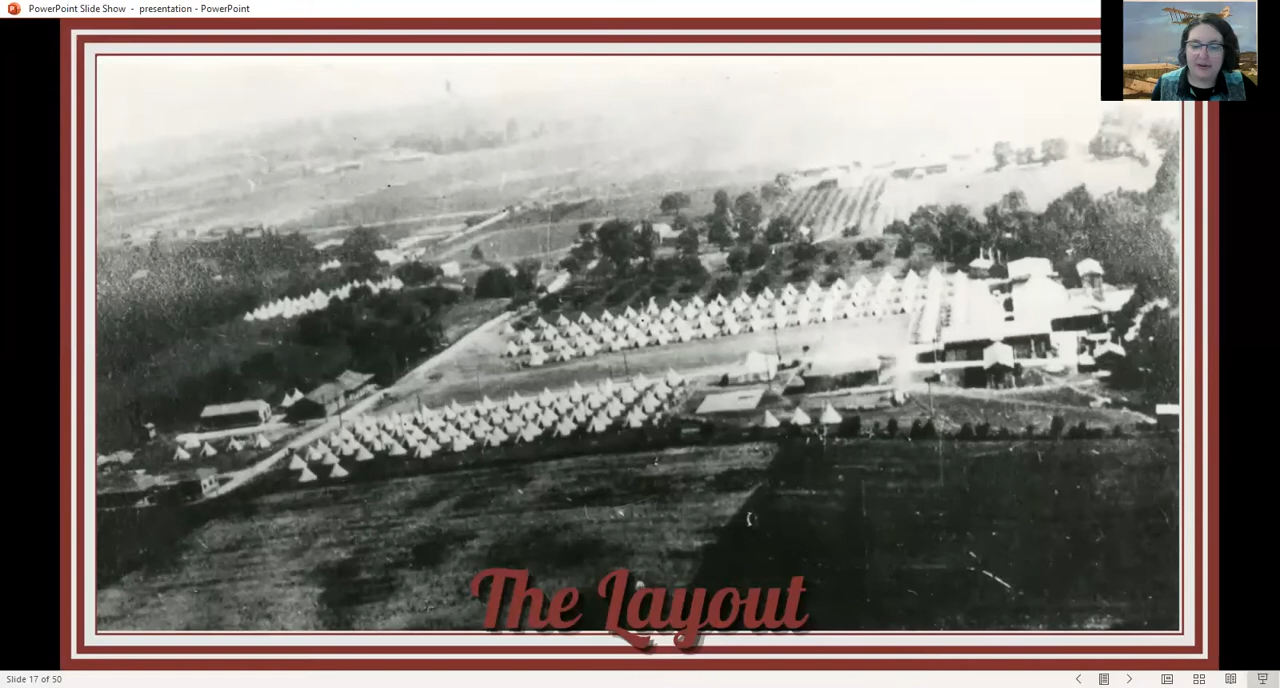 PowerPoint Slide Show - presentation - PowerPoint
The Layout
Slide 17 of 50